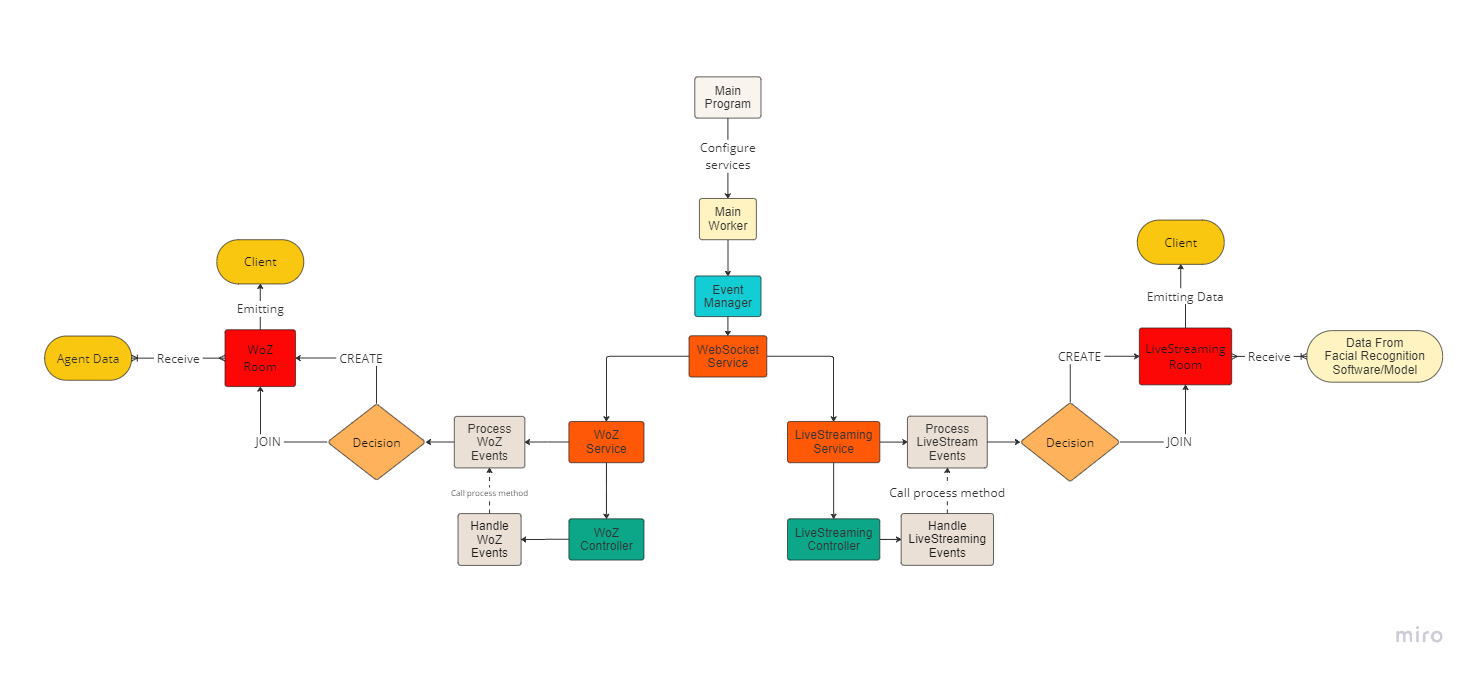 Main
Program
Configure
services
Main
Worker
Client
Client
Event
Manager
Emitting
Emitting Data
WoZ
Room
Agent Data
Receive
CREATE
WebSocket
Service
CREATE
LiveStreaming
Room
Receive
Data From
Facial Recognition
Software/Model
JOIN
Decision
Process
WoZ
Events
WoZ
Service
LiveStreaming
Service
Process
LiveStream
Events
Decision
JOIN
Call process method
Call process method
Handle
WoZ
Events
WoZ
Controller
LiveStreaming
Controller
Handle
LiveStreaming
Events
miro